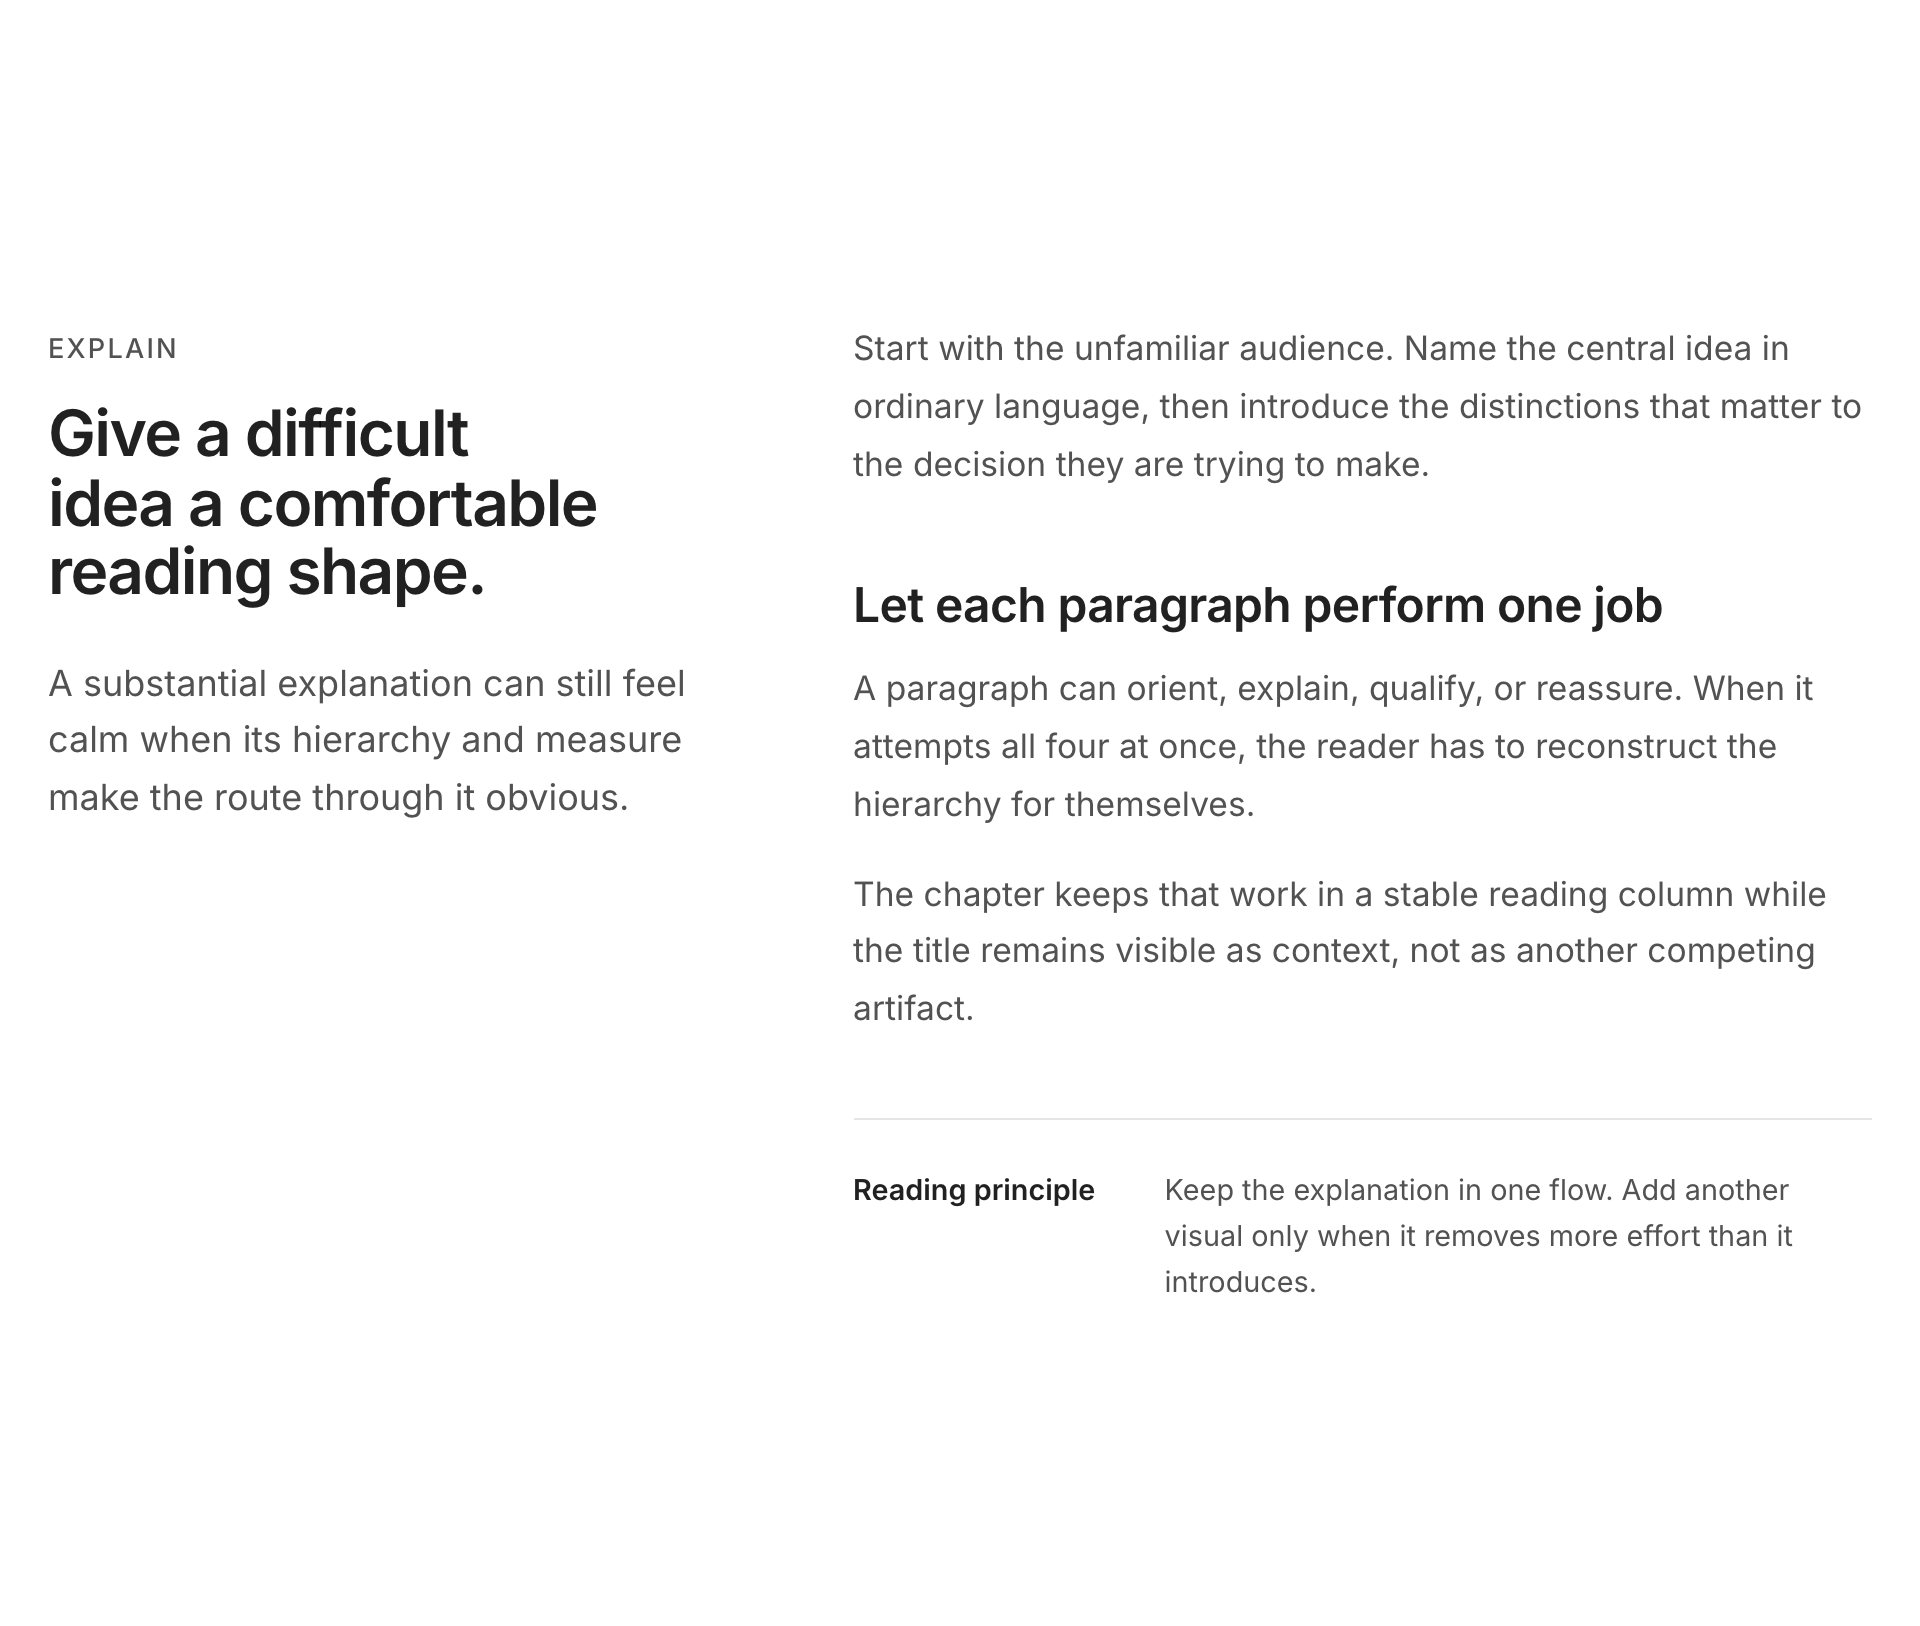 EXPLAIN
Give a difficult
idea a comfortable
reading shape.
A substantial explanation can still feel
calm when its hierarchy and measure
make the route through it obvious.
Start with the unfamiliar audience. Name the central idea in
ordinary language, then introduce the distinctions that matter to
the decision they are trying to make.
Let each paragraph perform one job
A paragraph can orient, explain, qualify, or reassure. When it
attempts all four at once, the reader has to reconstruct the
hierarchy for themselves.
The chapter keeps that work in a stable reading column while
the title remains visible as context, not as another competing
artifact.
Reading principle
Keep the explanation in one flow. Add another
visual only when it removes more effort than it
introduces.